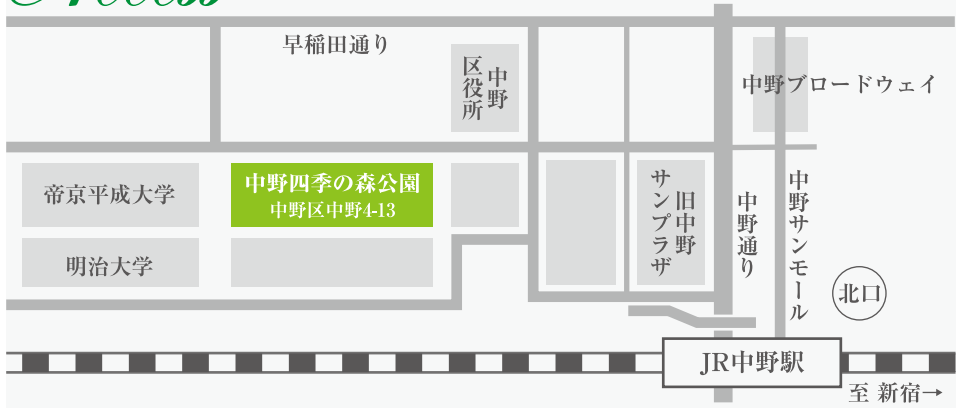 Access
早稲田通り
中野
区役所
中野ブロードウェイ
帝京平成大学
中野四季の森公園
中野区中野4-13
旧中野
サンプラザ
中野通り
中野サンモール
明治大学
北口
JR中野駅
至 新宿→